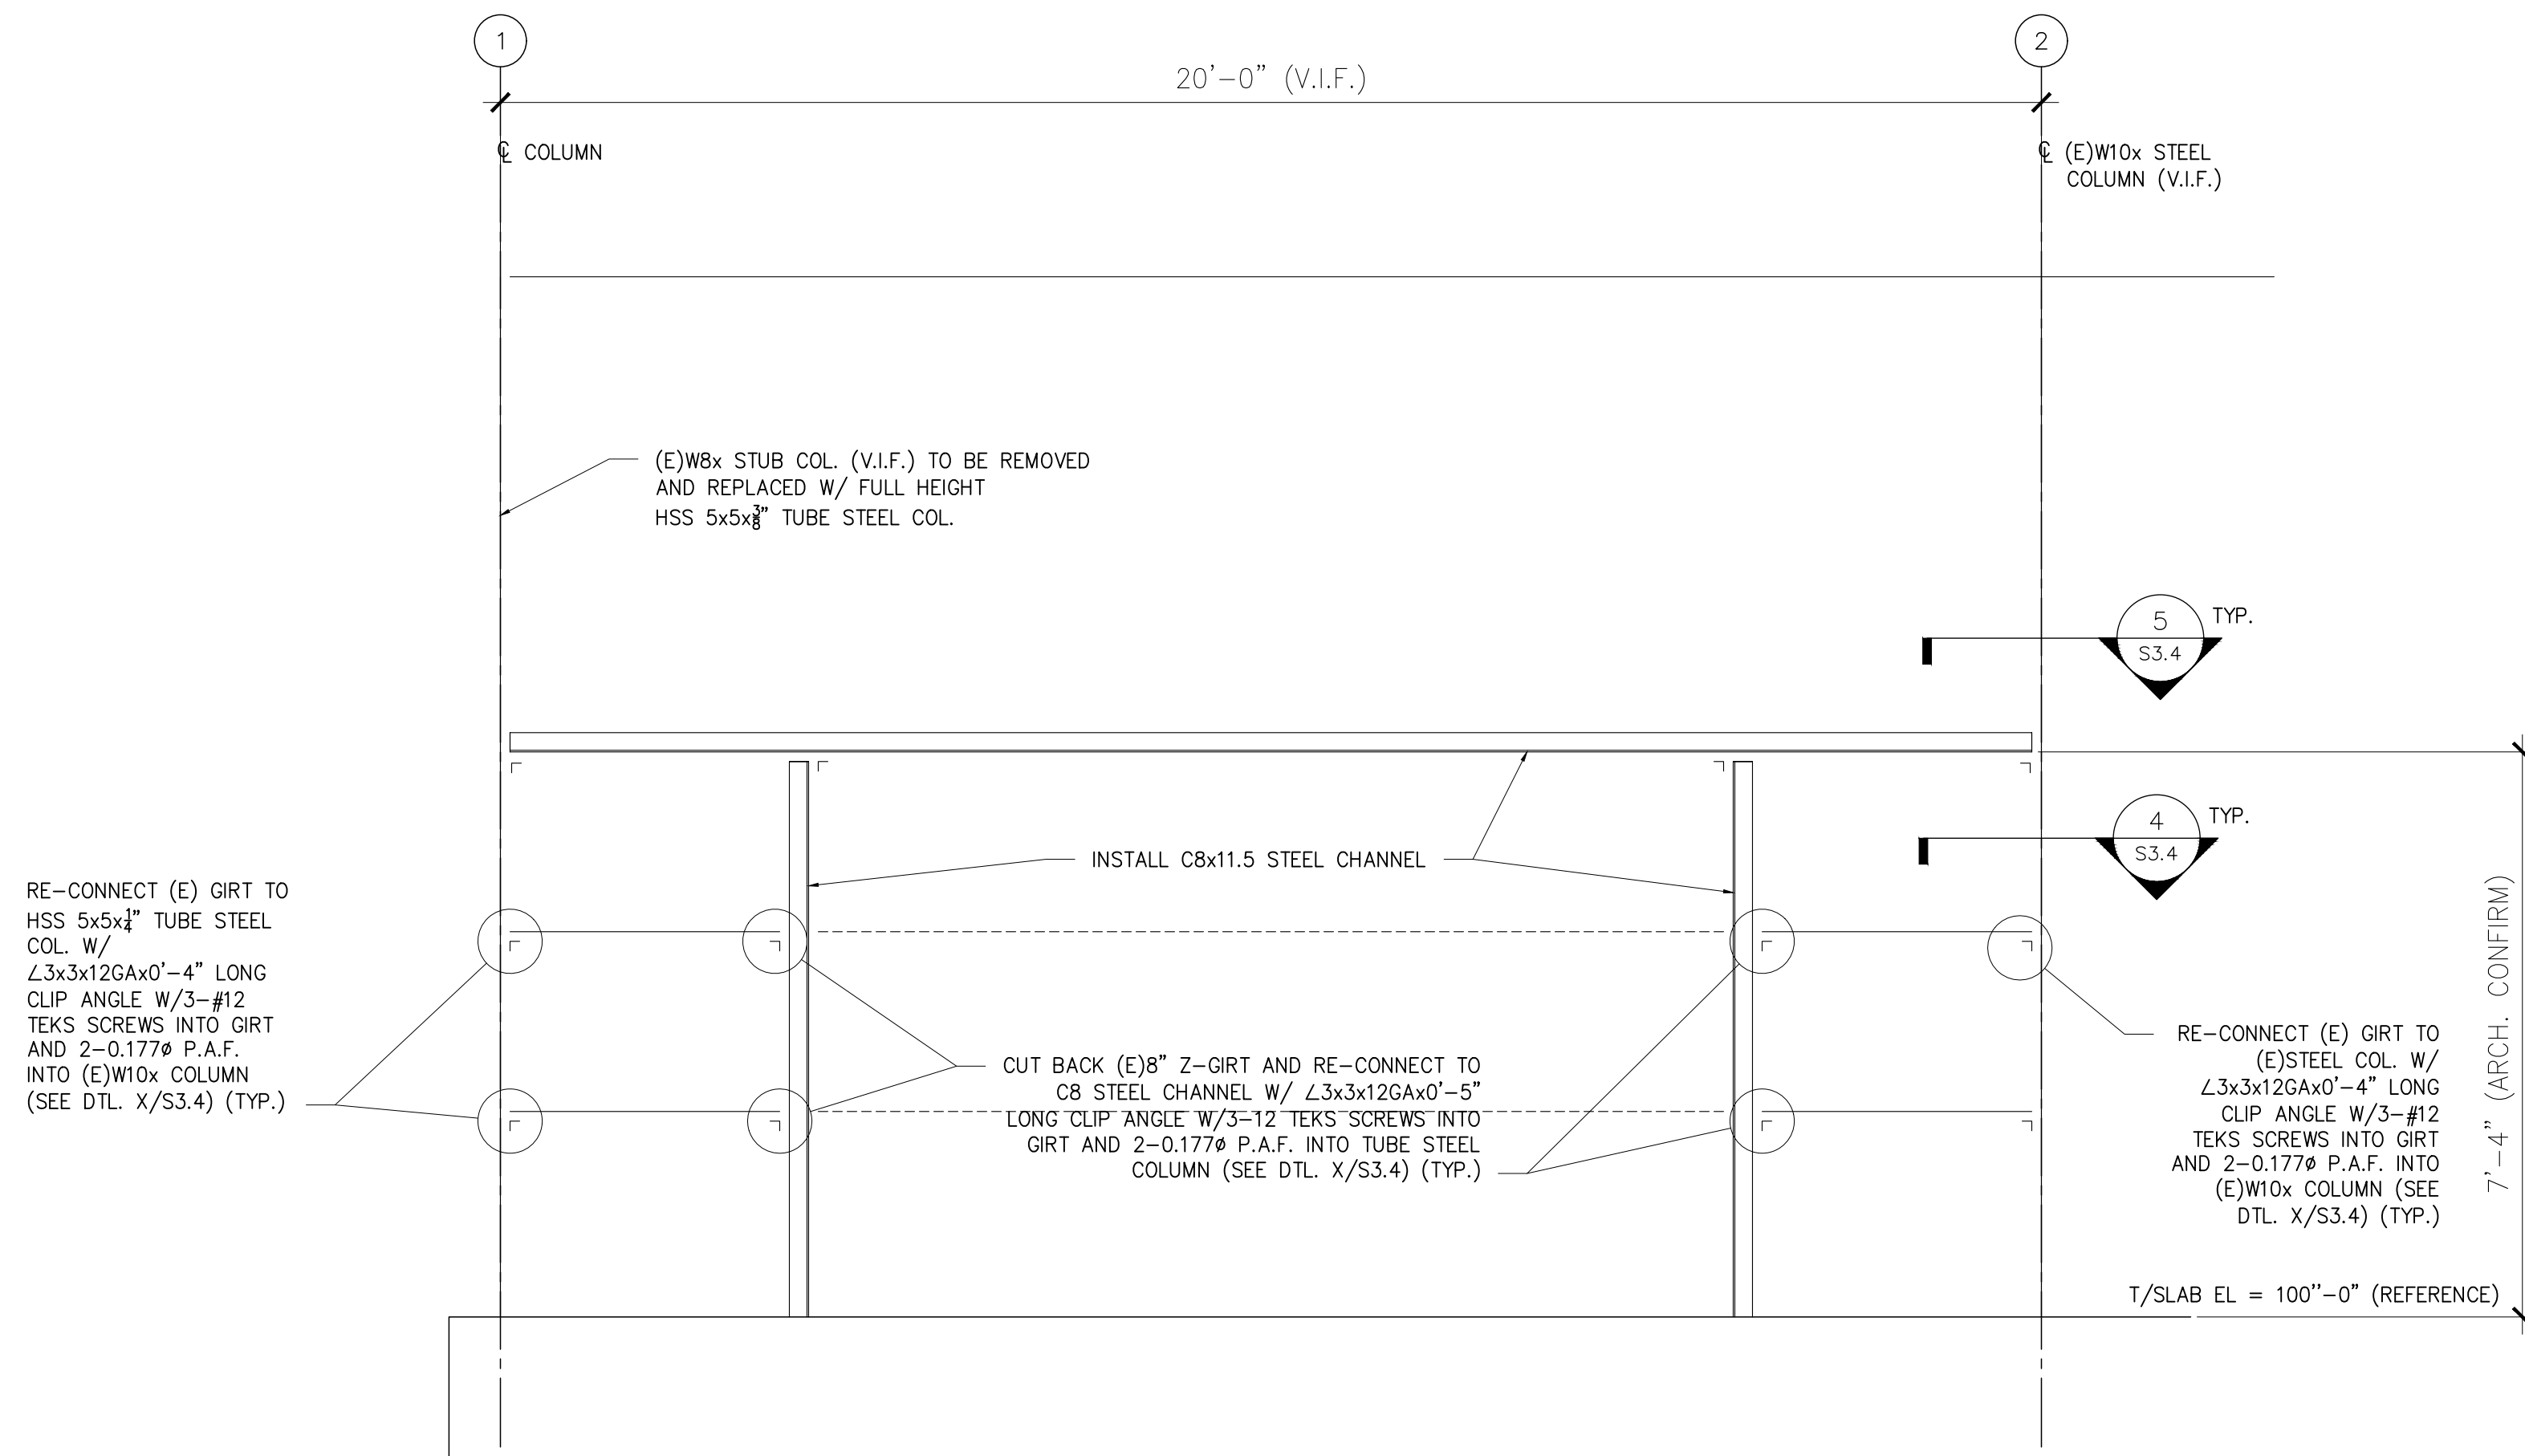 1
2
20'-0" (V.I.F.)
℄ COLUMN
℄ (E)W10x STEEL
COLUMN (V.I.F.)
(E)W8x STUB COL. (V.I.F.) TO BE REMOVED
AND REPLACED W/ FULL HEIGHT
HSS 5x5x3/8" TUBE STEEL COL.
5
S3.4
TYP.
4
S3.4
TYP.
INSTALL C8x11.5 STEEL CHANNEL
RE-CONNECT (E) GIRT TO
HSS 5x5x1/4" TUBE STEEL
COL. W/
∠3x3x12GAx0'-4" LONG
CLIP ANGLE W/3-#12
TEKS SCREWS INTO GIRT
AND 2-0.177ø P.A.F.
INTO (E)W10x COLUMN
(SEE DTL. X/S3.4) (TYP.)
CUT BACK (E)8" Z-GIRT AND RE-CONNECT TO
C8 STEEL CHANNEL W/ ∠3x3x12GAx0'-5"
LONG CLIP ANGLE W/3-12 TEKS SCREWS INTO
GIRT AND 2-0.177ø P.A.F. INTO TUBE STEEL
COLUMN (SEE DTL. X/S3.4) (TYP.)
RE-CONNECT (E) GIRT TO
(E)STEEL COL. W/
∠3x3x12GAx0'-4" LONG
CLIP ANGLE W/3-#12
TEKS SCREWS INTO GIRT
AND 2-0.177ø P.A.F. INTO
(E)W10x COLUMN (SEE
DTL. X/S3.4) (TYP.)
7'-4" (ARCH. CONFIRM)
T/SLAB EL = 100''-0" (REFERENCE)